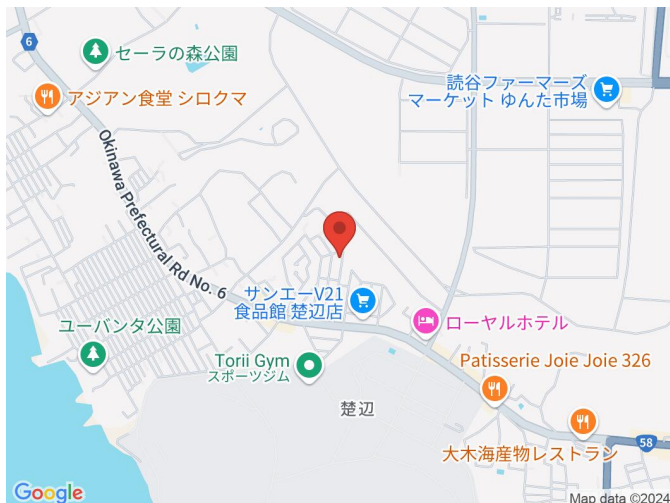 6
セーラの森公園
アジアン食堂 シロクマ
読谷ファーマーズ
マーケット ゆんた市場
Okinawa Prefectural Rd No. 6
サンエーV21
食品館 楚辺店
ユーバンタ公園
ローヤルホテル
Torii Gym
スポーツジム
Patisserie Joie Joie 326
楚辺
58
大木海産物レストラン
Google
Map data ©2024